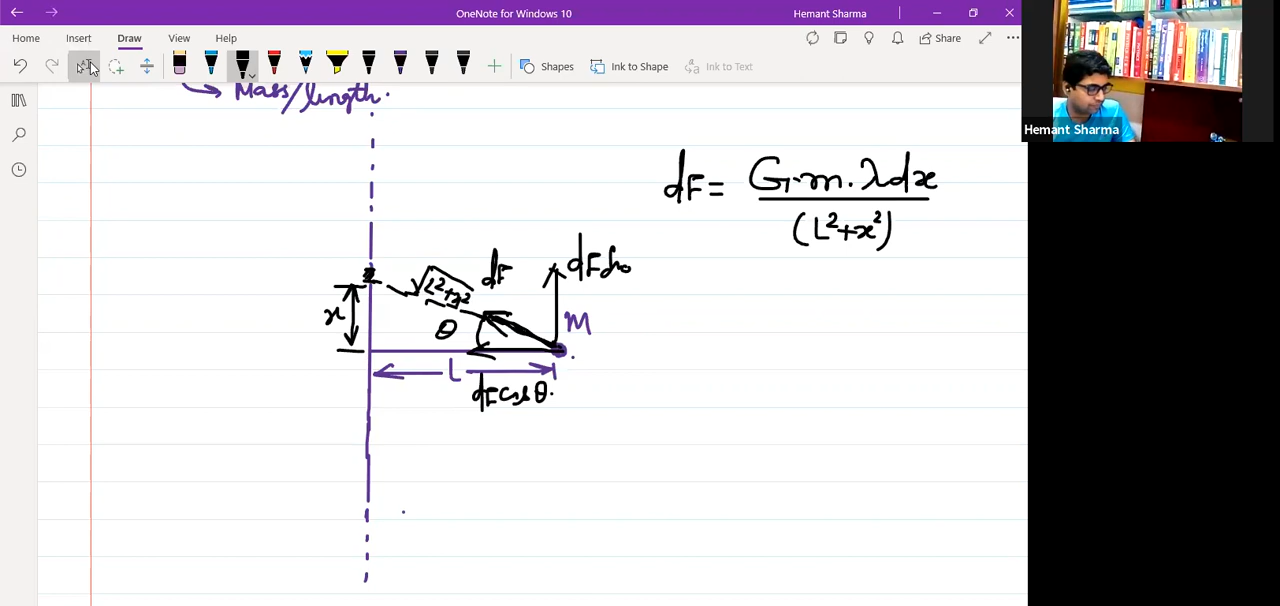 OneNote for Windows 10
Hemant Sharma
Home Insert Draw View Help
Share
Shapes Ink to Shape Ink to Text
Hemant Sharma
→ Mass/length.
dF = G.m.λdx
(L²+x²)
√L²+x² dF
x
θ
M
L
dFcosθ.